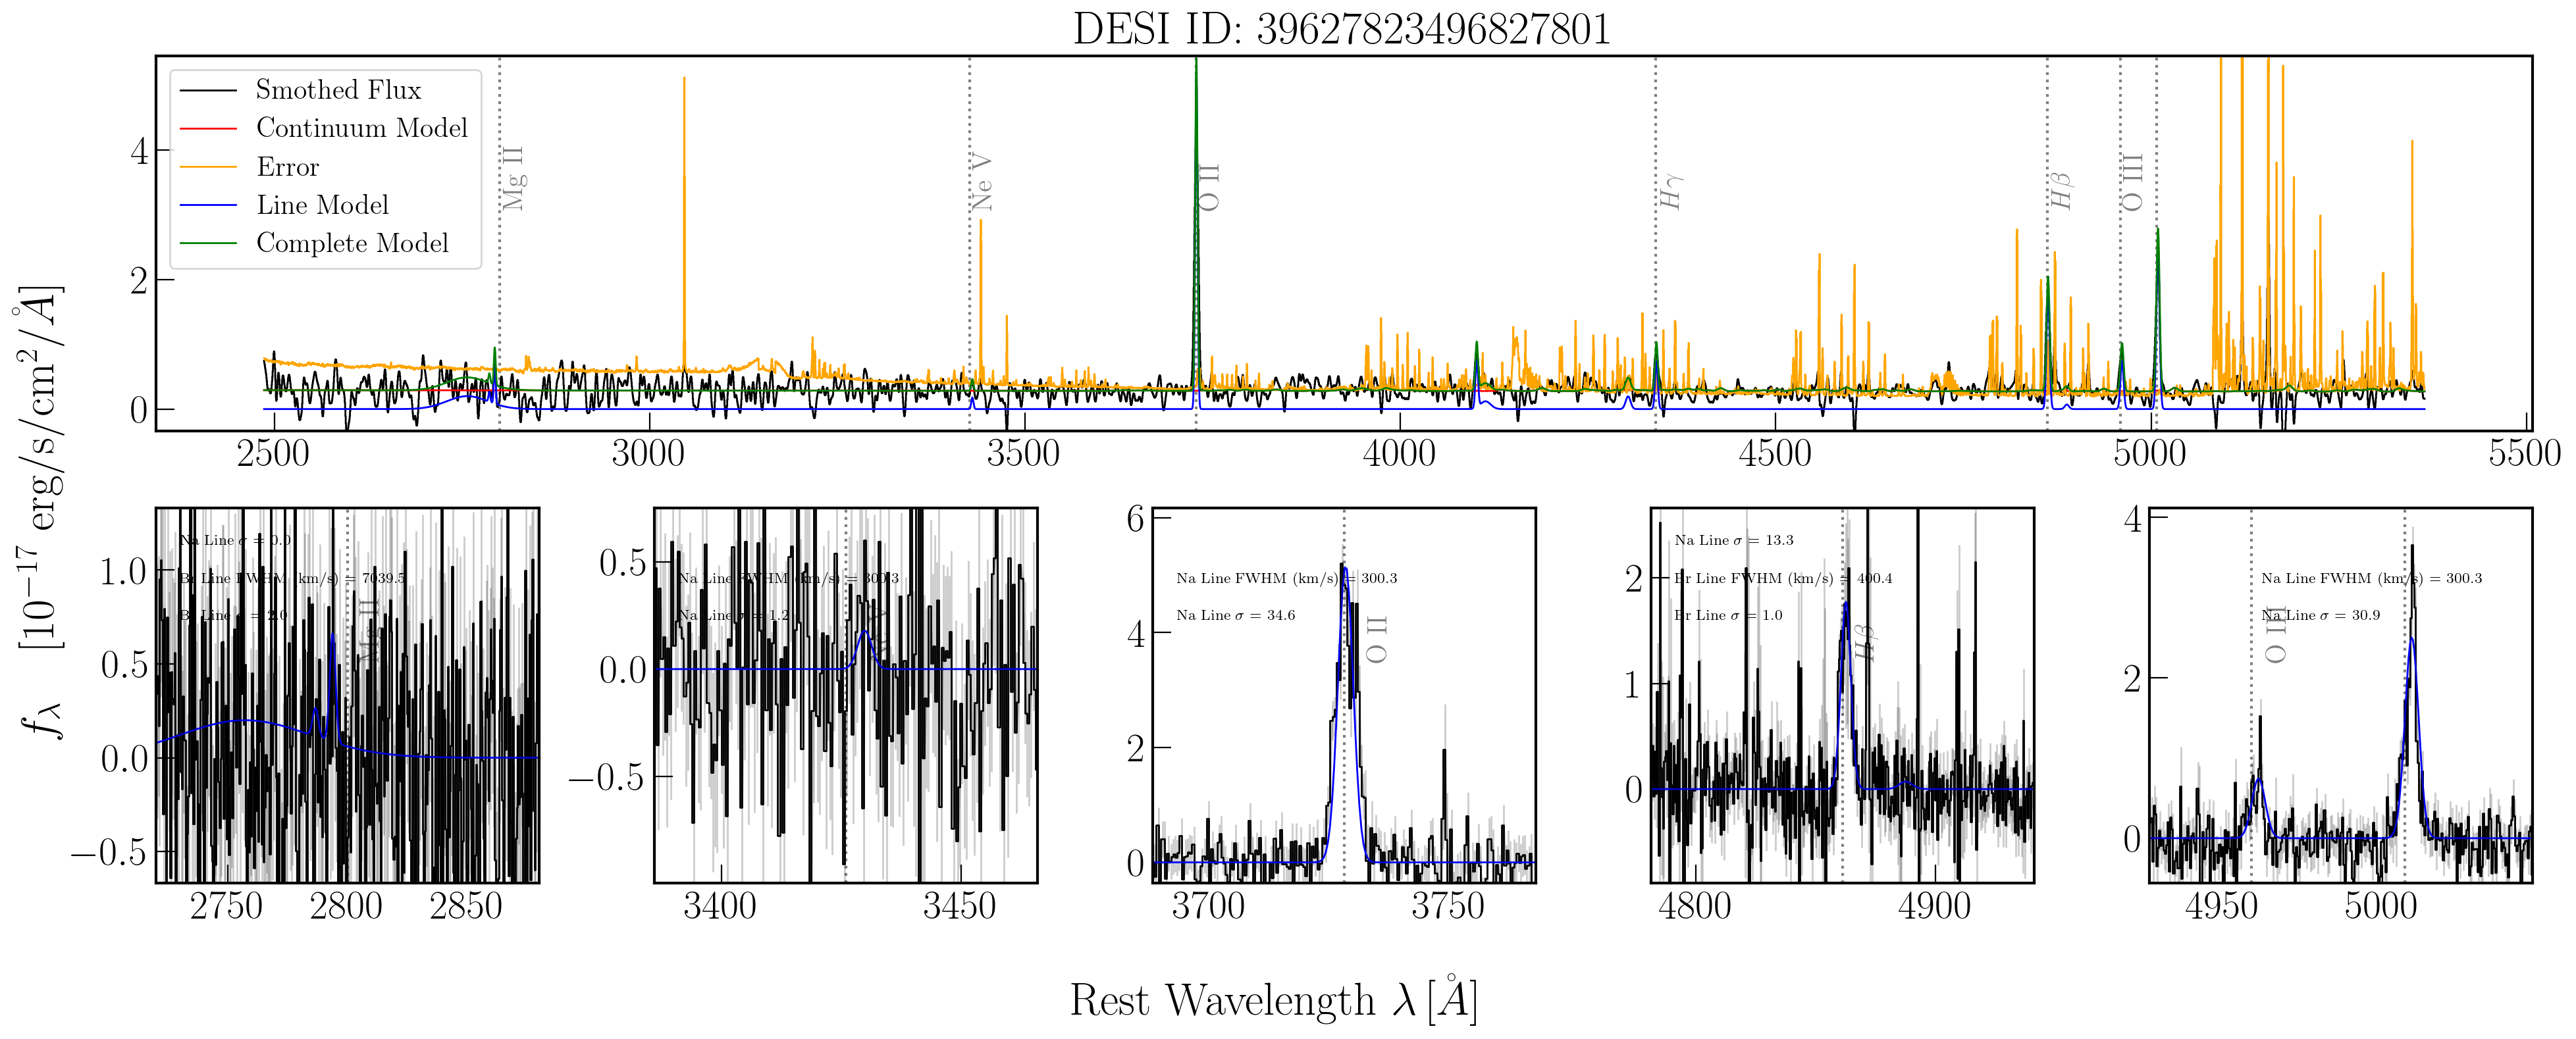 DESI ID: 39627823496827801
Smothed Flux
Continuum Model
Error
Line Model
Complete Model
Mg II
Ne V
O II
Hγ
Hβ
O III
4
2
0
2500 3000 3500 4000 4500 5000 5500
f_λ [10⁻¹⁷ erg/s/cm²/Å]
Na Line σ = 0.0
Br Line FWHM (km/s) = 7039.5
Br Line σ = 2.0
Mg II
1.0
0.5
0.0
−0.5
2750 2800 2850
Na Line FWHM (km/s) = 300.3
Na Line σ = 1.2
0.5
0.0
−0.5
3400 3450
Na Line FWHM (km/s) = 300.3
Na Line σ = 34.6
O II
6
4
2
0
3700 3750
Na Line σ = 13.3
Br Line FWHM (km/s) = 400.4
Br Line σ = 1.0
Hβ
2
1
0
4800 4900
Na Line FWHM (km/s) = 300.3
Na Line σ = 30.9
O III
4
2
0
4950 5000
Rest Wavelength λ [Å]